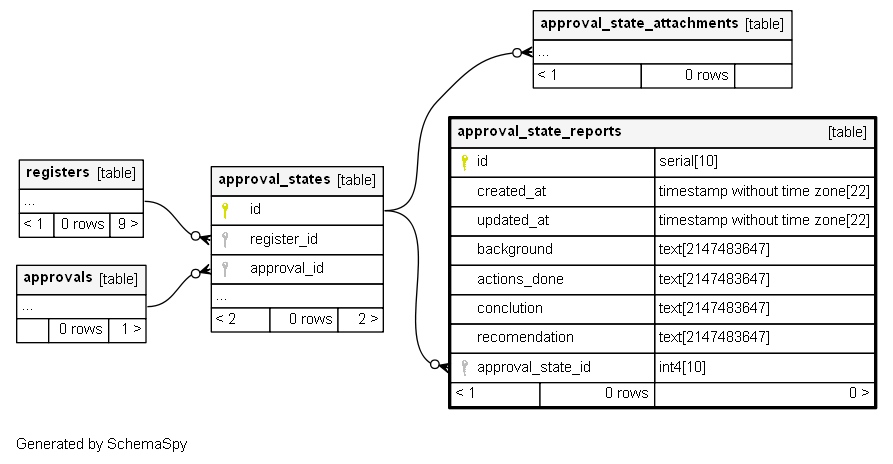 approval_state_attachments [table]
...
< 1 0 rows
approval_state_reports [table]
id serial[10]
created_at timestamp without time zone[22]
updated_at timestamp without time zone[22]
background text[2147483647]
actions_done text[2147483647]
conclution text[2147483647]
recomendation text[2147483647]
approval_state_id int4[10]
< 1 0 rows 0 >
registers [table]
...
< 1 0 rows 9 >
approvals [table]
...
0 rows 1 >
approval_states [table]
id
register_id
approval_id
...
< 2 0 rows 2 >
Generated by SchemaSpy